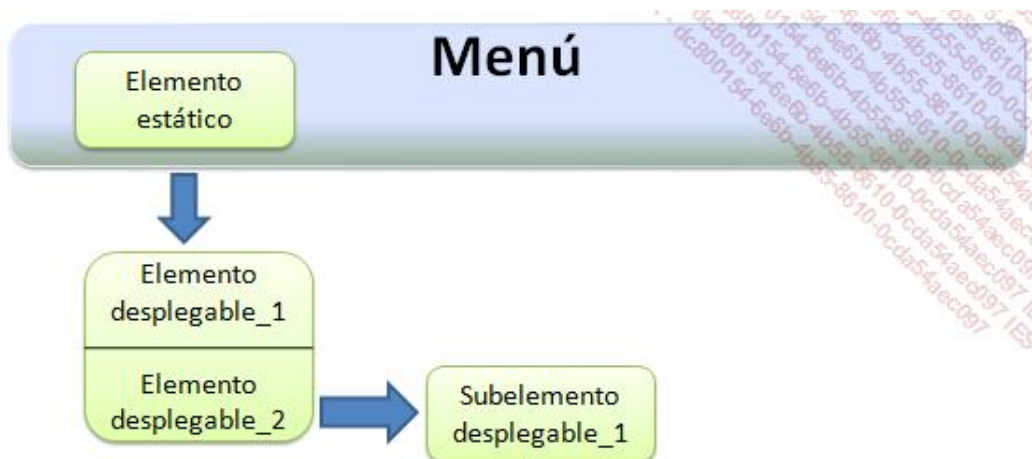 Menú
Elemento
estático
Elemento
desplegable_1
Elemento
desplegable_2
Subelemento
desplegable_1